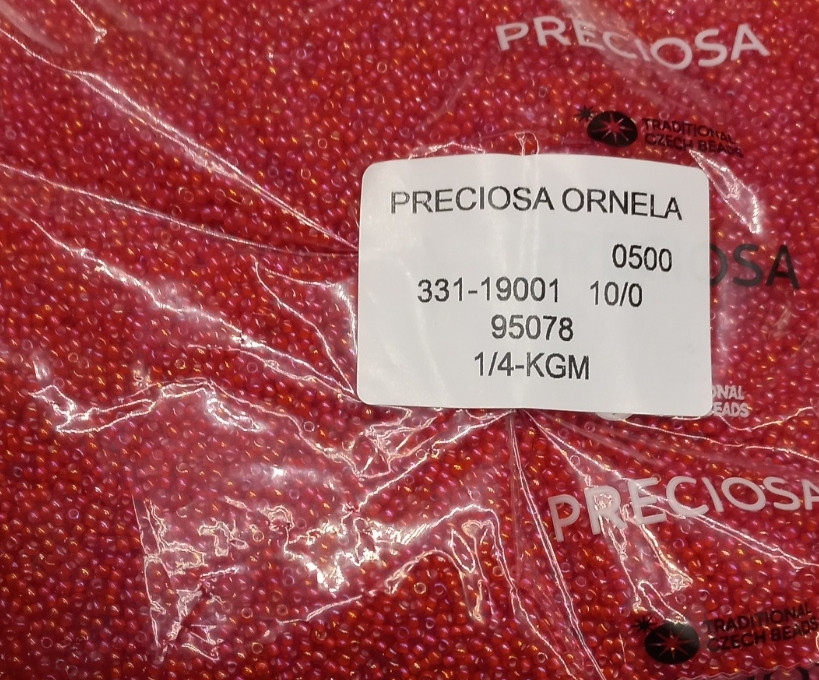 PRECIOSA
TRADITIONAL
CZECH BEADS
PRECIOSA ORNELA
0500
331-19001 10/0
95078
1/4-KGM
OSA
ONAL
EADS
PRECIOSA
TRADITIONAL
CZECH BEADS